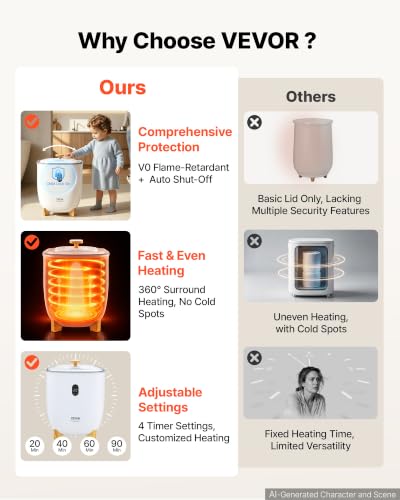 Why Choose VEVOR ?
Ours
Comprehensive
Protection
V0 Flame-Retardant
+ Auto Shut-Off
Fast & Even
Heating
360° Surround
Heating, No Cold
Spots
Adjustable
Settings
4 Timer Settings,
Customized Heating
20
Min
40
Min
60
Min
90
Min
Others
Basic Lid Only, Lacking
Multiple Security Features
Uneven Heating,
with Cold Spots
Fixed Heating Time,
Limited Versatility
AI-Generated Character and Scene